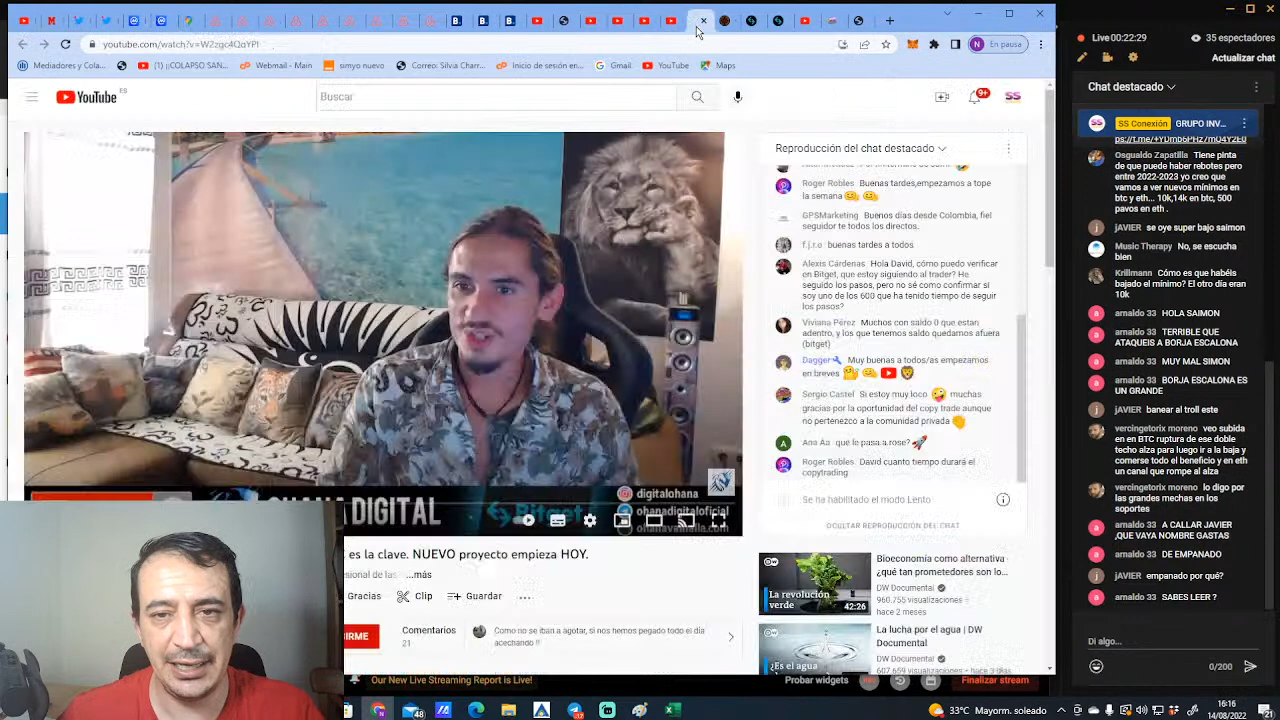 Live 00:22:29
35 espectadores
youtube.com/watch?v=W2zgc4QqYPI
En pausa
Actualizar chat
Mediadores y Cola...
(1) ¡¡COLAPSO SAN...
Webmail - Main
simyo nuevo
Correo: Silvia Charr...
Inicio de sesión en...
Gmail
YouTube
Maps
Chat destacado
YouTube ES
Buscar
9+
SS
SS Conexión GRUPO INV...
Reproducción del chat destacado
Osgualdo Zapatilla Tiene pinta
de que puede haber rebote pero
entre 2022-2023 yo creo que
vamos a ver nuevos mínimos en
btc y eth... 10k,14k en btc, 500
pavos en eth .
jAVIER se oye super bajo saimon
Music Therapy No, se escucha
bien
Krillmann Cómo es que habéis
bajado en YT. El otro día eran
10k
arnaldo 33 HOLA SAIMON
arnaldo 33 TERRIBLE QUE
ATAQUEIS A BORJA ESCALONA
arnaldo 33 MUY MAL SIMON
arnaldo 33 BORJA ESCALONA ES
UN GRANDE
jAVIER banear al troll este
vercingetorix moreno veo subida
en BTC ruptura de ese doble
techo alza para luego ir a la baja y
comerse todo el beneficio y en eth
un canal que rompe al alza
vercingetorix moreno lo digo por
las grandes mechas en los
soportes
arnaldo 33 A CALLAR JAVIER
,QUE VAYA NOMBRE GASTAS
arnaldo 33 DE EMPANADO
jAVIER empanado por qué?
arnaldo 33 SABES LEER ?
Di algo...
0/200
Roger Robles Buenas tardes,empezamos a tope
la semana
GPSMarketing Buenos días desde Colombia, fiel
seguidor te todos los directos.
f.j.r.o buenas tardes a todos
Alexis Cárdenas Hola David, cómo puedo verificar
en Bitget, que estoy siguiendo al trader? He
seguido los pasos, pero no sé como confirmar si
soy uno de los 600 que ha tenido tiempo de seguir
los pasos?
Viviana Pérez Muchos con saldo 0 que estan
adentro, y los que tenemos saldo quedamos afuera
(bitget)
Dagger Muy buenas a todos/as empezamos
en breves
Sergio Castel Si estoy muy loco muchas
gracias por la oportunidad del copy trade aunque
no pertenezco a la comunidad privada
Ana Aa que le pasa a.rose?
Roger Robles David cuanto tiempo durará el
copytrading
Se ha habilitado el modo Lento
OCULTAR REPRODUCCIÓN DEL CHAT
digitalohana
ohanadigitaloficial
OHANA DIGITAL
Bitget
es la clave. NUEVO proyecto empieza HOY.
esional de las ...más
Gracias
Clip
Guardar
Comentarios
21
Como no se iban a agotar, si nos hemos pegado todo el día
acechando !!
La revolución
verde
42:26
Bioeconomía como alternativa -
¿qué tan prometedores son lo...
DW Documental
960.755 visualizaciones
hace 2 meses
¿Es el agua
La lucha por el agua | DW
Documental
DW Documental
Our New Live Streaming Report is Live!
Probar widgets
Finalizar stream
33°C Mayorm. soleado
16:16
14/08/2022